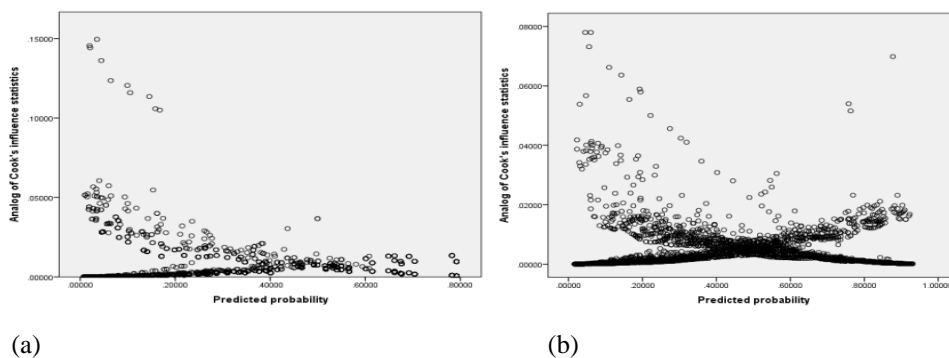 Analog of Cook's influence statistics
.15000
.10000
.05000
.00000
.00000 .20000 .40000 .60000 .80000
Predicted probability
(a)
Analog of Cook's influence statistics
.08000
.06000
.04000
.02000
.00000
.00000 .20000 .40000 .60000 .80000 1.00000
Predicted probability
(b)